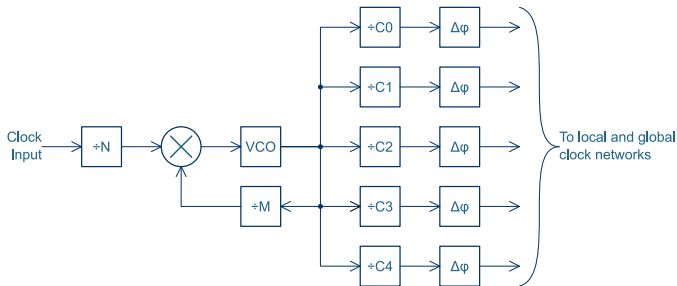 ÷C0
Δφ
÷C1
Δφ
Clock
Input
÷N
VCO
÷C2
Δφ
To local and global
clock networks
÷M
÷C3
Δφ
÷C4
Δφ